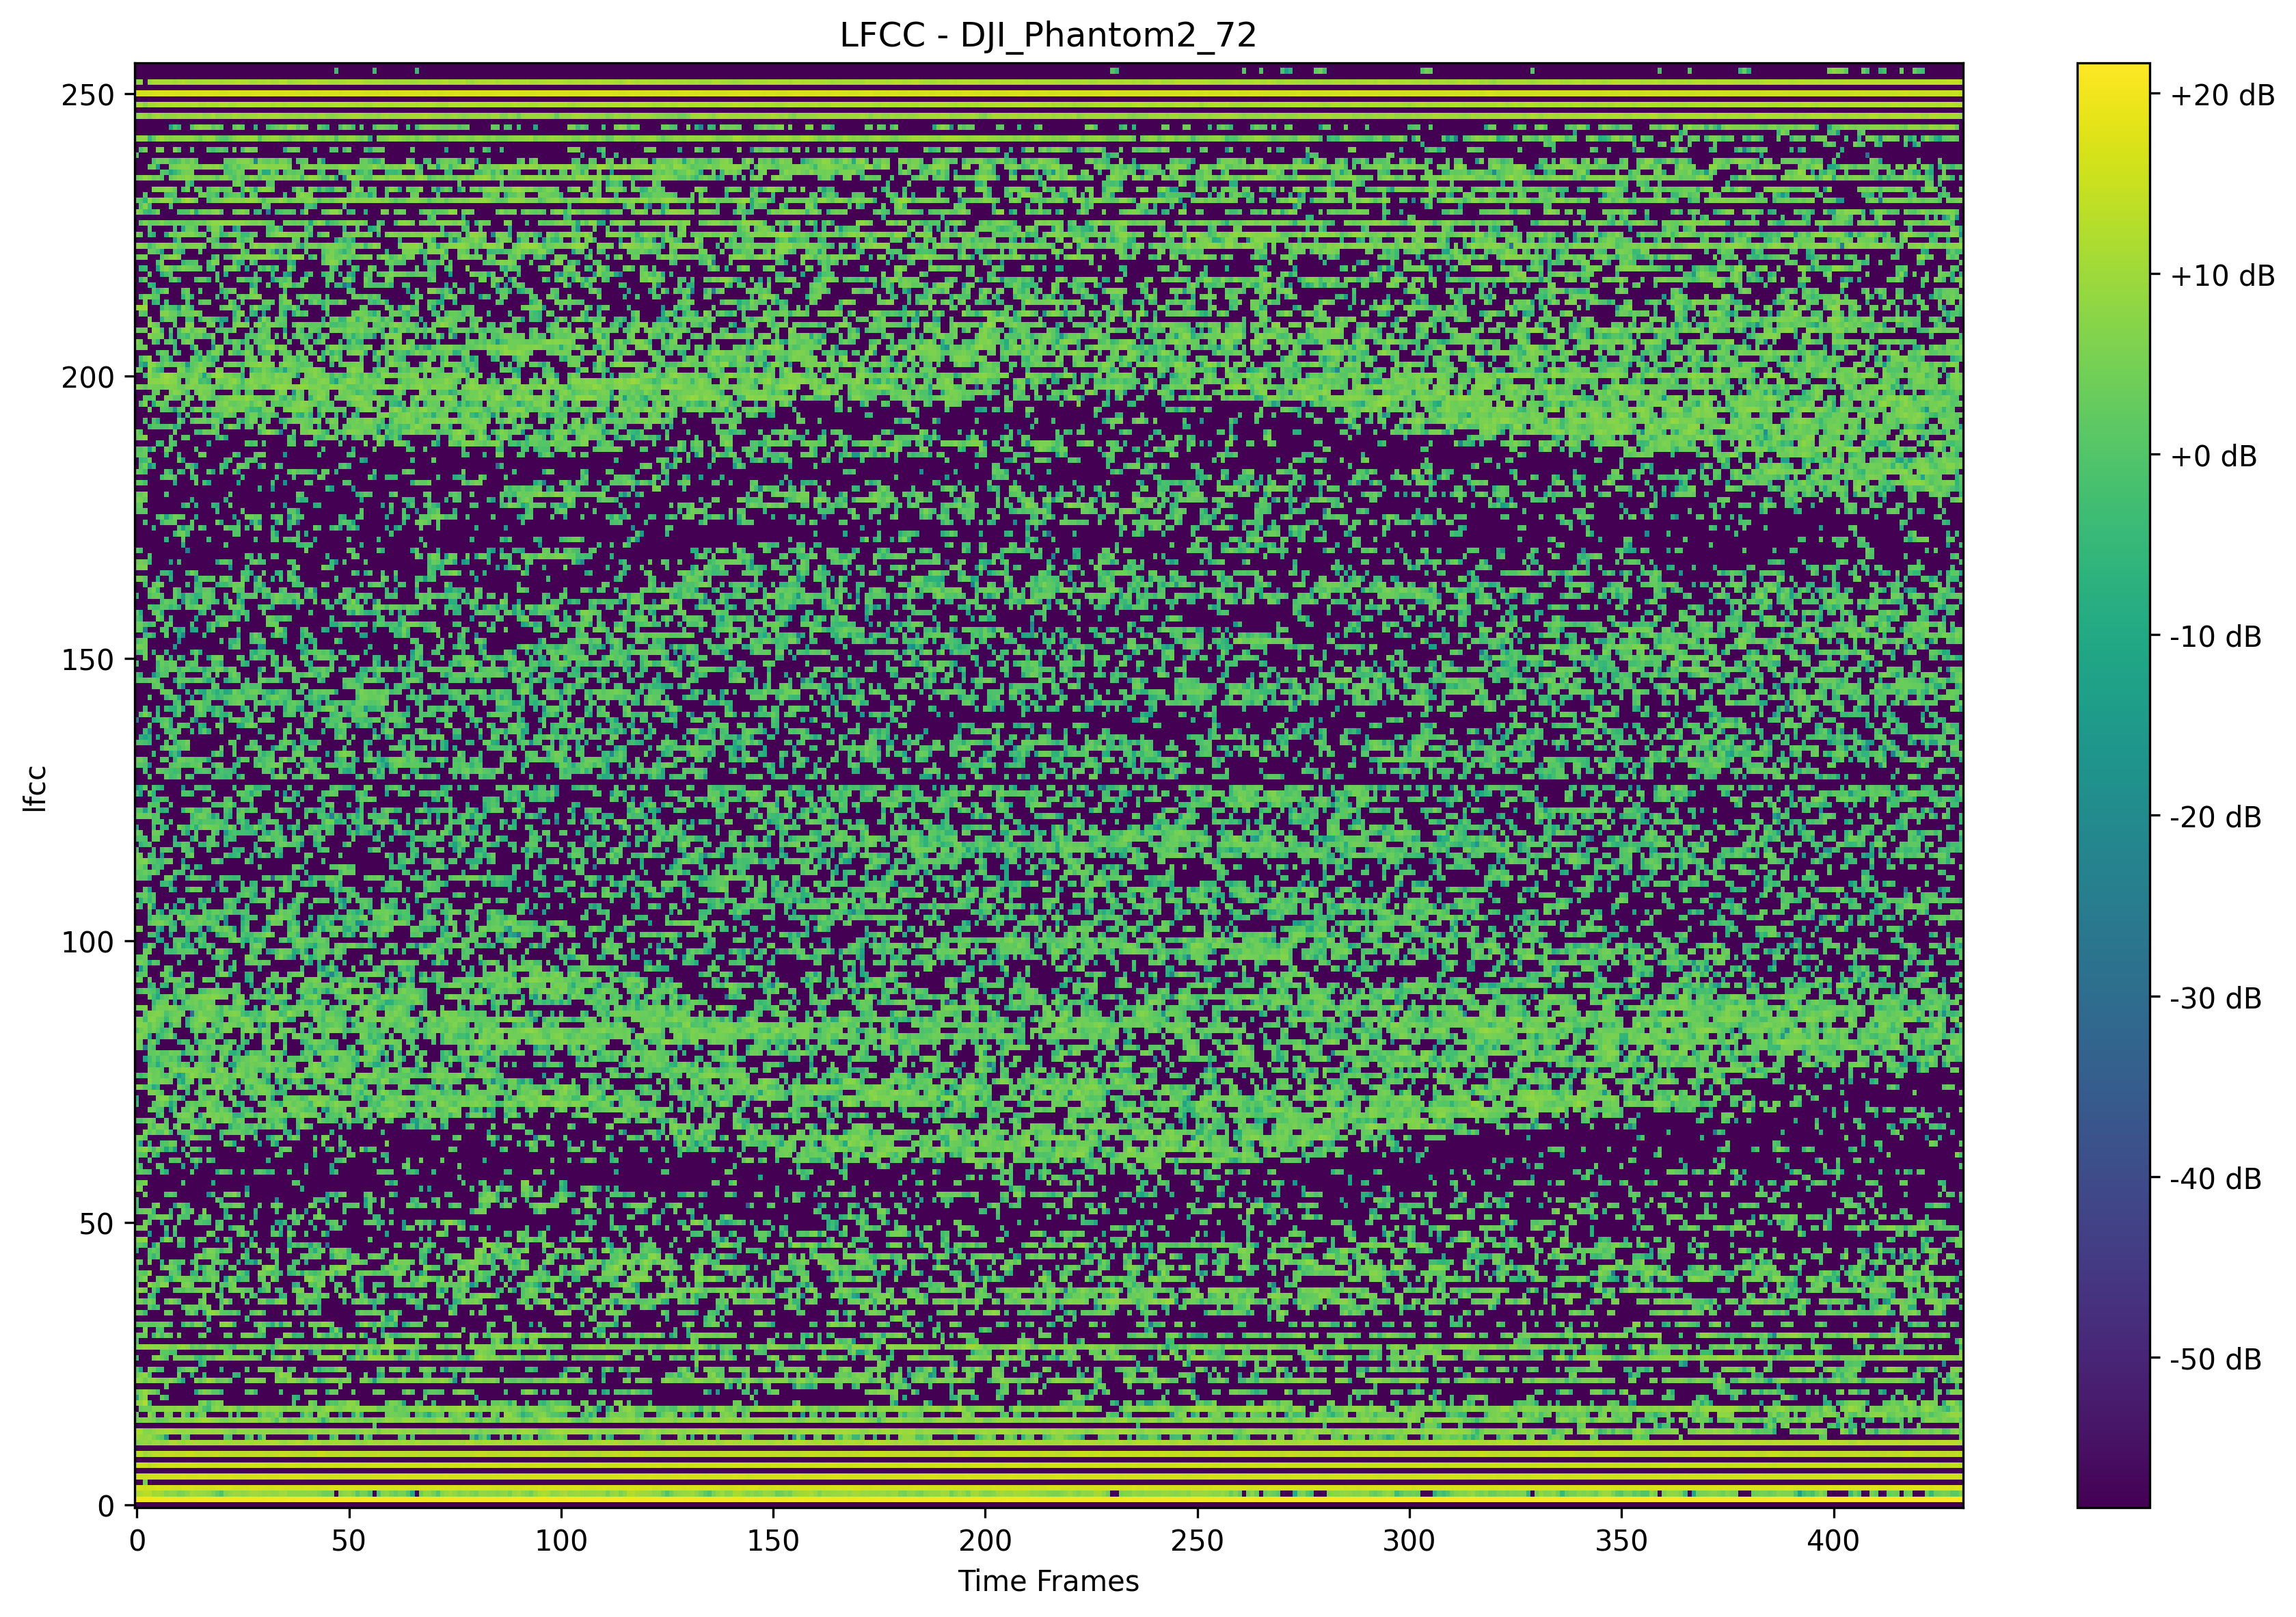 LFCC - DJI_Phantom2_72
250
200
150
100
50
0
lfcc
0 50 100 150 200 250 300 350 400
Time Frames
+20 dB
+10 dB
+0 dB
-10 dB
-20 dB
-30 dB
-40 dB
-50 dB